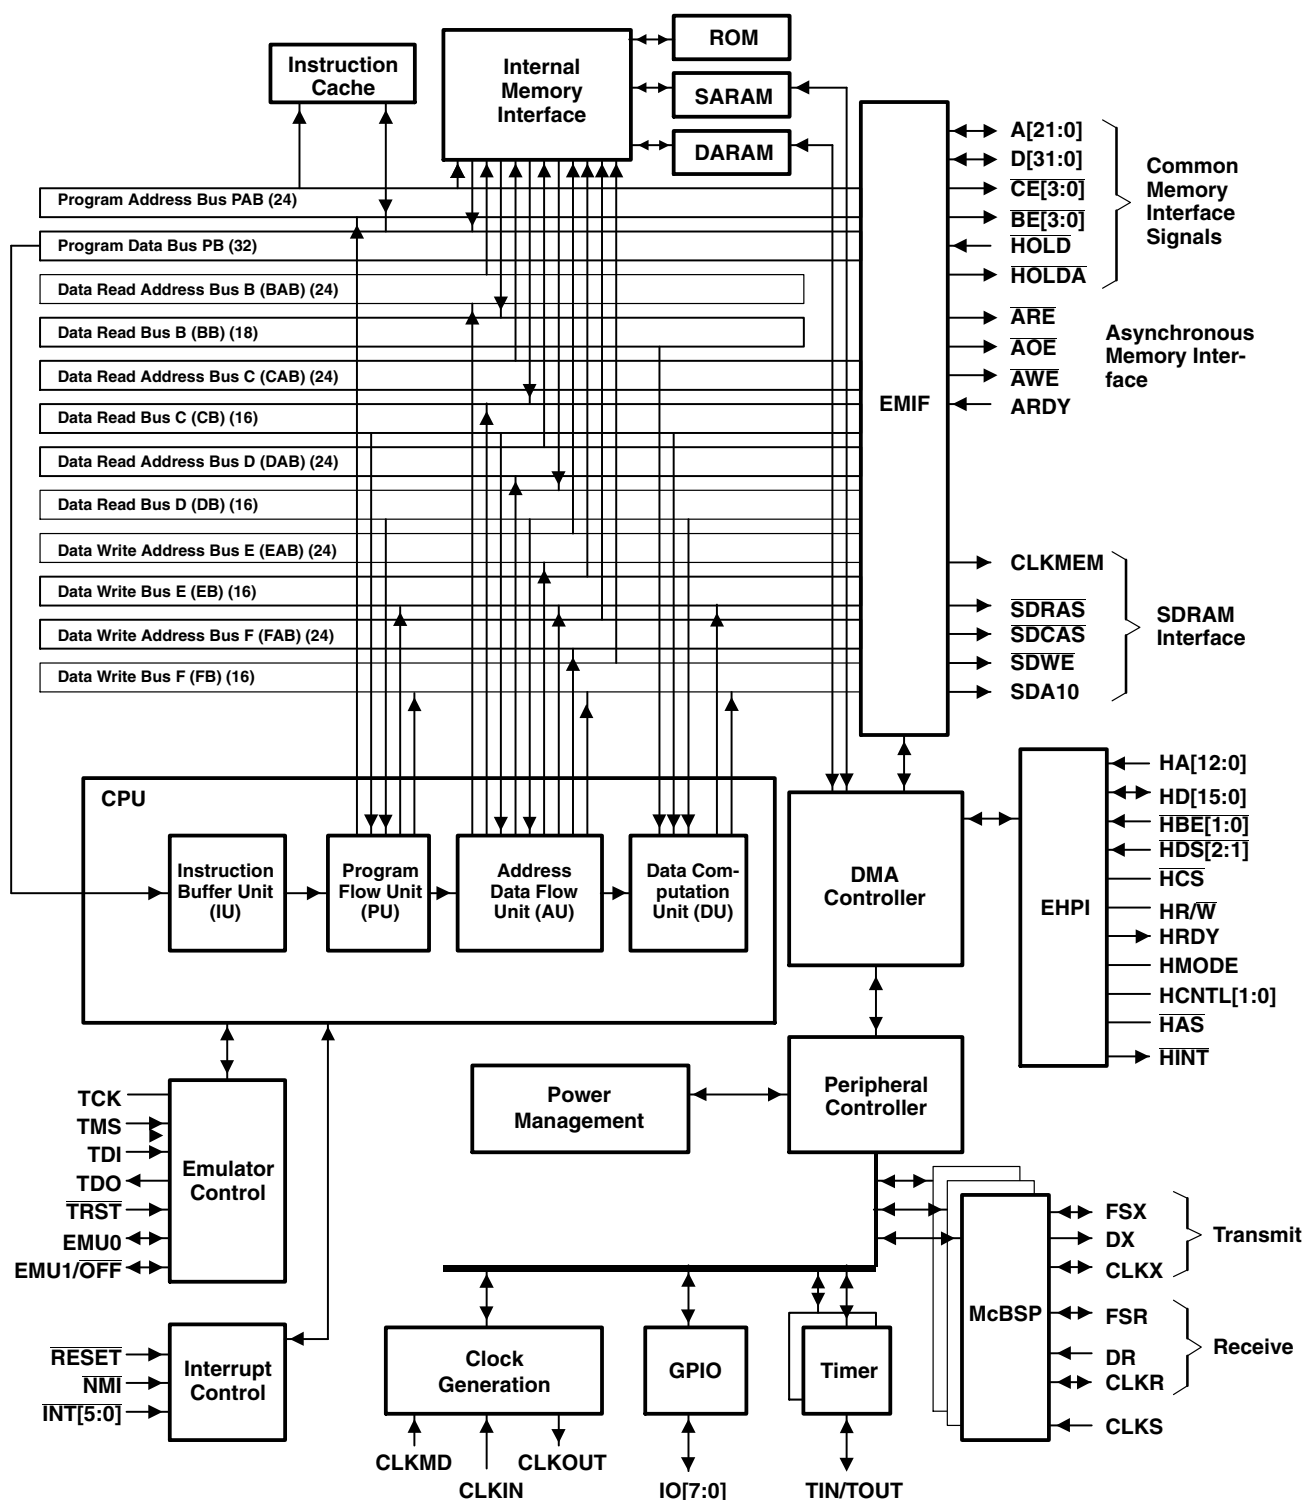 ROM
Instruction
Cache
Internal
Memory
Interface
SARAM
DARAM
Program Address Bus PAB (24)
Program Data Bus PB (32)
Data Read Address Bus B (BAB) (24)
Data Read Bus B (BB) (18)
Data Read Address Bus C (CAB) (24)
Data Read Bus C (CB) (16)
Data Read Address Bus D (DAB) (24)
Data Read Bus D (DB) (16)
Data Write Address Bus E (EAB) (24)
Data Write Bus E (EB) (16)
Data Write Address Bus F (FAB) (24)
Data Write Bus F (FB) (16)
EMIF
A[21:0]
D[31:0]
CE[3:0]
BE[3:0]
HOLD
HOLDA
Common
Memory
Interface
Signals
ARE
AOE
AWE
ARDY
Asynchronous
Memory Inter-
face
CLKMEM
SDRAS
SDCAS
SDWE
SDA10
SDRAM
Interface
CPU
Instruction
Buffer Unit
(IU)
Program
Flow Unit
(PU)
Address
Data Flow
Unit (AU)
Data Com-
putation
Unit (DU)
DMA
Controller
EHPI
HA[12:0]
HD[15:0]
HBE[1:0]
HDS[2:1]
HCS
HR/W
HRDY
HMODE
HCNTL[1:0]
HAS
HINT
Power
Management
Peripheral
Controller
TCK
TMS
TDI
TDO
TRST
EMU0
EMU1/OFF
Emulator
Control
RESET
NMI
INT[5:0]
Interrupt
Control
Clock
Generation
GPIO
Timer
McBSP
FSX
DX
CLKX
Transmit
FSR
DR
CLKR
Receive
CLKS
CLKMD
CLKIN
CLKOUT
IO[7:0]
TIN/TOUT